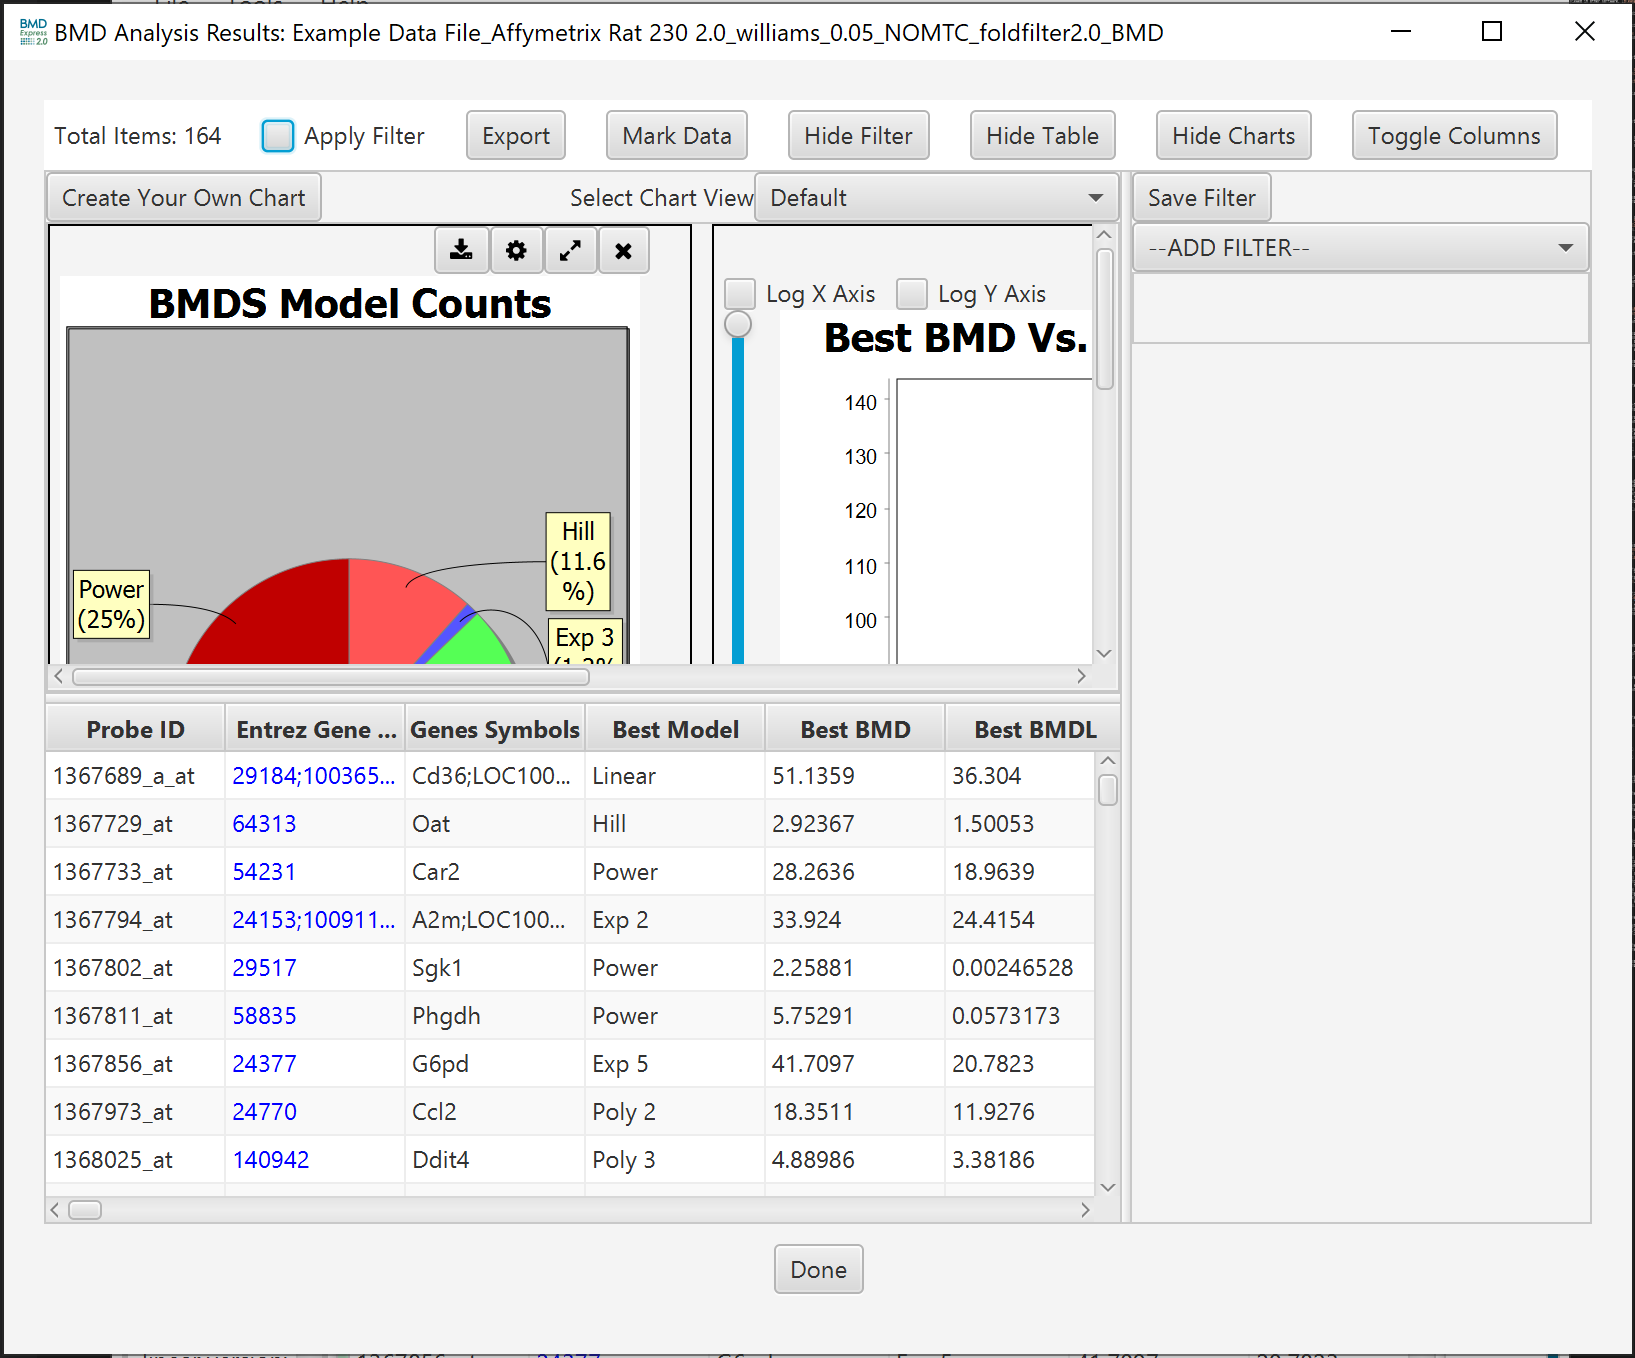 BMD
Express
2.0
BMD Analysis Results: Example Data File_Affymetrix Rat 230 2.0_williams_0.05_NOMTC_foldfilter2.0_BMD
Total Items: 164 Apply Filter Export Mark Data Hide Filter Hide Table Hide Charts Toggle Columns
Create Your Own Chart Select Chart View Default Save Filter
--ADD FILTER--
Log X Axis Log Y Axis
BMDS Model Counts
Best BMD Vs.
140
130
120
110
100
Hill
(11.6
%)
Power
(25%)
Exp 3
Probe ID Entrez Gene ... Genes Symbols Best Model Best BMD Best BMDL
1367689_a_at 29184;100365... Cd36;LOC100... Linear 51.1359 36.304
1367729_at 64313 Oat Hill 2.92367 1.50053
1367733_at 54231 Car2 Power 28.2636 18.9639
1367794_at 24153;100911... A2m;LOC100... Exp 2 33.924 24.4154
1367802_at 29517 Sgk1 Power 2.25881 0.00246528
1367811_at 58835 Phgdh Power 5.75291 0.0573173
1367856_at 24377 G6pd Exp 5 41.7097 20.7823
1367973_at 24770 Ccl2 Poly 2 18.3511 11.9276
1368025_at 140942 Ddit4 Poly 3 4.88986 3.38186
Done